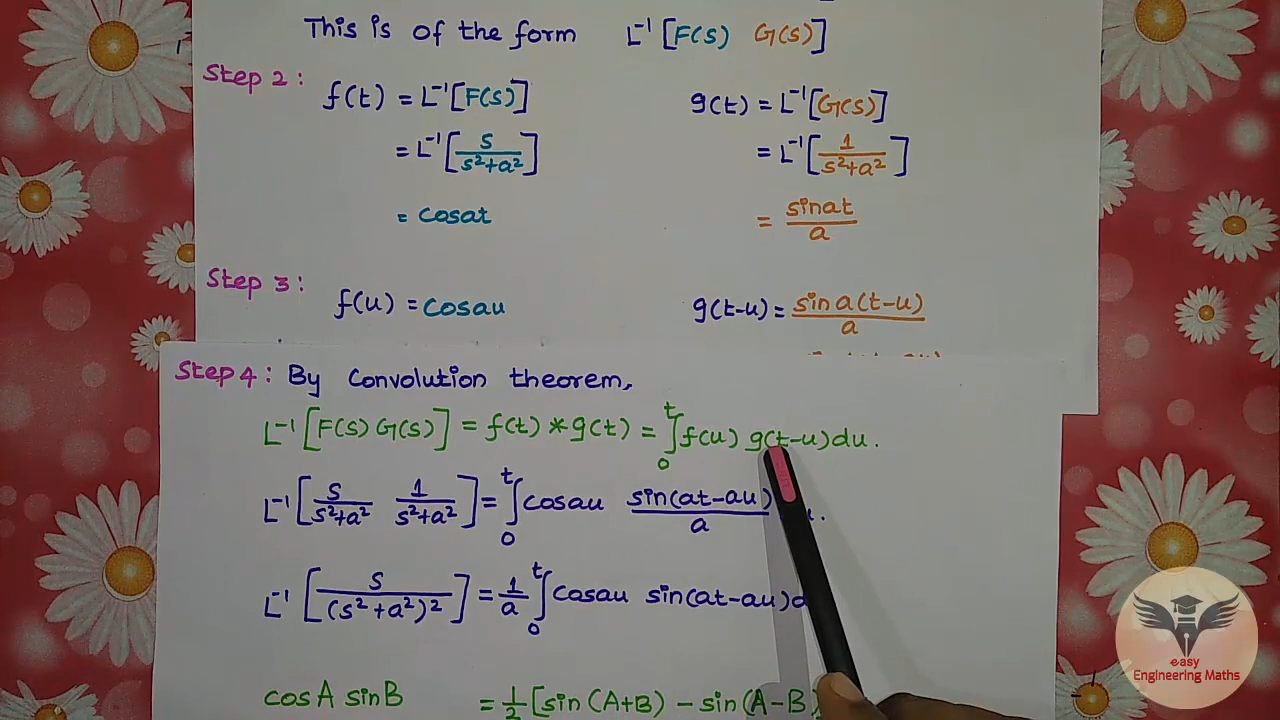 This is of the form L⁻¹[F(s) G(s)]
Step 2:
f(t) = L⁻¹[F(s)]
= L⁻¹[s/(s²+a²)]
= cosat
g(t) = L⁻¹[G(s)]
= L⁻¹[1/(s²+a²)]
= sinat/a
Step 3:
f(u) = cosau
g(t-u) = sin a(t-u)/a
Step 4: By Convolution theorem,
L⁻¹[F(s) G(s)] = f(t) * g(t) = ∫₀ᵗ f(u) g(t-u) du.
L⁻¹[s/(s²+a²) 1/(s²+a²)] = ∫₀ᵗ cosau sin(at-au)/a
L⁻¹[s/(s²+a²)²] = 1/a ∫₀ᵗ cosau sin(at-au)
cosA sinB = 1/2 [sin(A+B) - sin(A-B)
easy
Engineering Maths